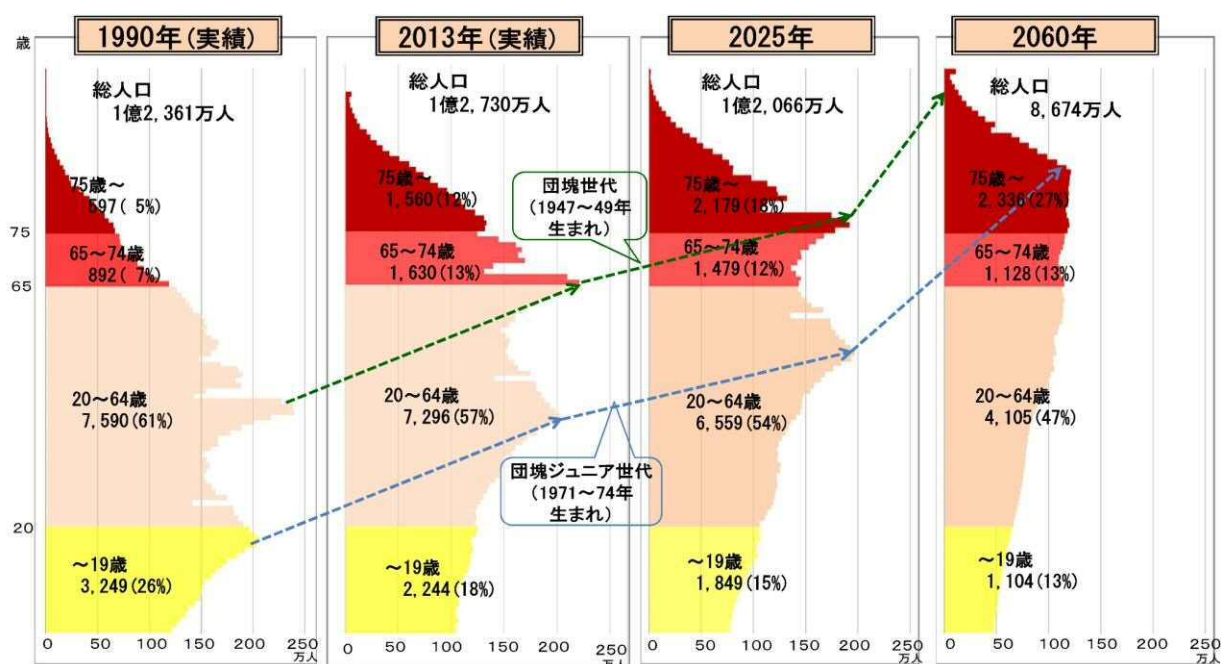 歳
1990年(実績)
総人口
1億2,361万人
75歳～
597( 5%)
75
65～74歳
892( 7%)
65
20～64歳
7,590(61%)
20
～19歳
3,249(26%)
0 50 100 150 200 250
万人
2013年(実績)
総人口
1億2,730万人
75歳～
1,560(12%)
65～74歳
1,630(13%)
20～64歳
7,296(57%)
～19歳
2,244(18%)
0 50 100 150 200 250
万人
団塊世代
(1947～49年
生まれ)
団塊ジュニア世代
(1971～74年
生まれ)
2025年
総人口
1億2,066万人
75歳～
2,179(18%)
65～74歳
1,479(12%)
20～64歳
6,559(54%)
～19歳
1,849(15%)
0 50 100 150 200 250
万人
2060年
総人口
8,674万人
75歳～
2,336(27%)
65～74歳
1,128(13%)
20～64歳
4,105(47%)
～19歳
1,104(13%)
0 50 100 150 200 250
万人